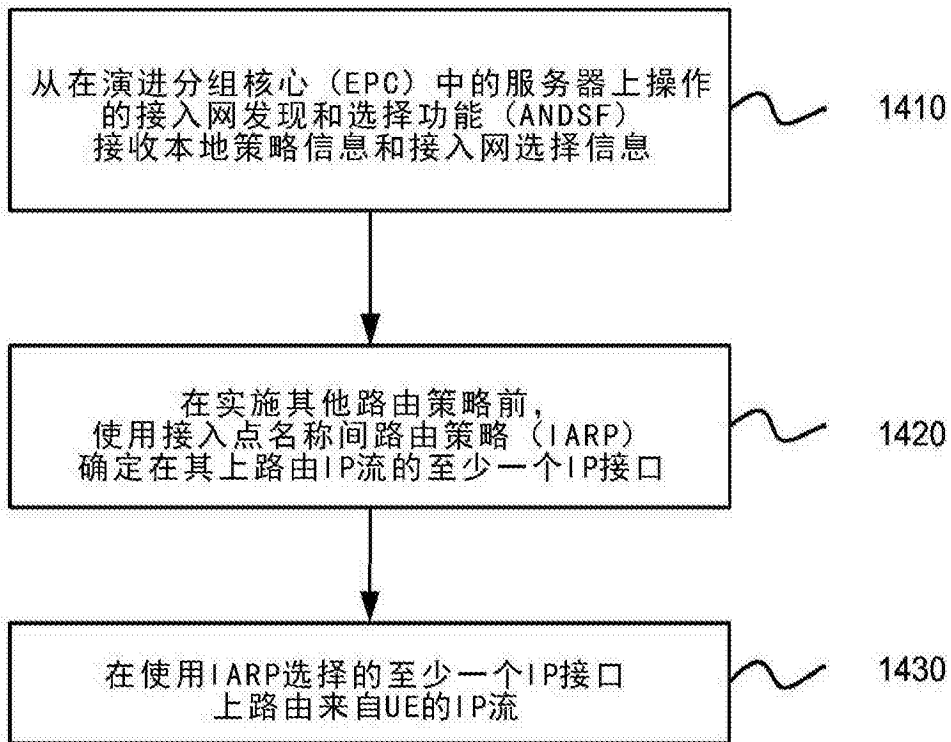 从在演进分组核心（EPC）中的服务器上操作
的接入网发现和选择功能（ANDSF）
接收本地策略信息和接入网选择信息
1410
在实施其他路由策略前，
使用接入点名称间路由策略（IARP）
确定在其上路由IP流的至少一个IP接口
1420
在使用IARP选择的至少一个IP接口
上路由来自UE的IP流
1430